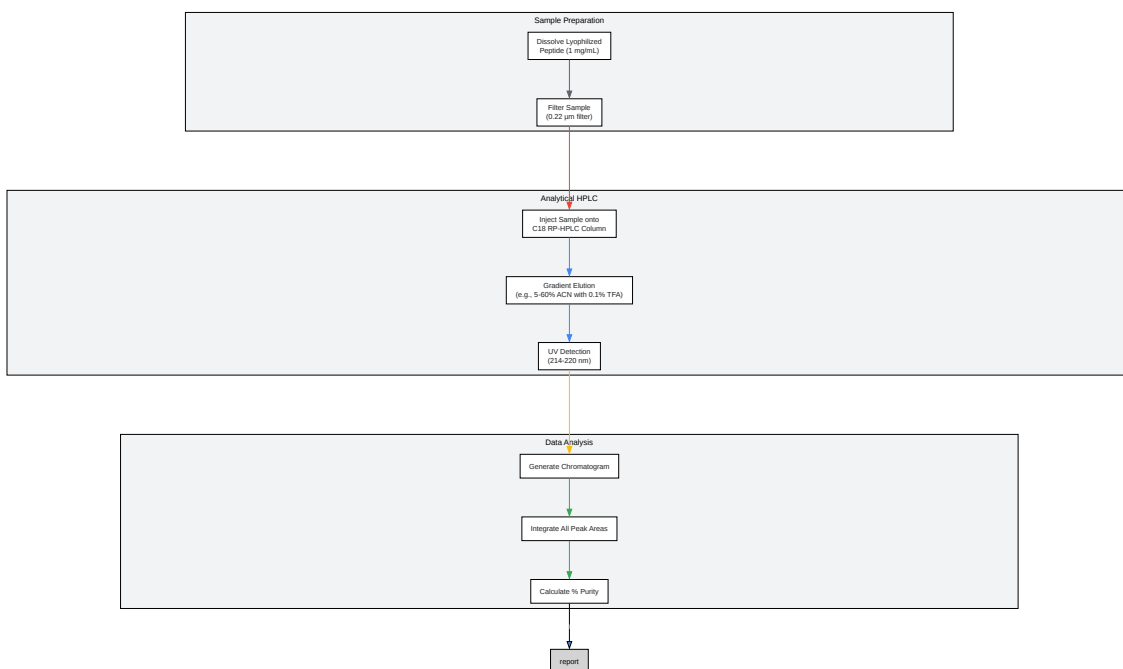 Sample Preparation
Dissolve Lyophilized
Peptide (1 mg/mL)
Filter Sample
(0.22 µm filter)
Analytical HPLC
Inject Sample onto
C18 RP-HPLC Column
Gradient Elution
(e.g., 5-60% ACN with 0.1% TFA)
UV Detection
(214-220 nm)
Data Analysis
Generate Chromatogram
Integrate All Peak Areas
Calculate % Purity
report